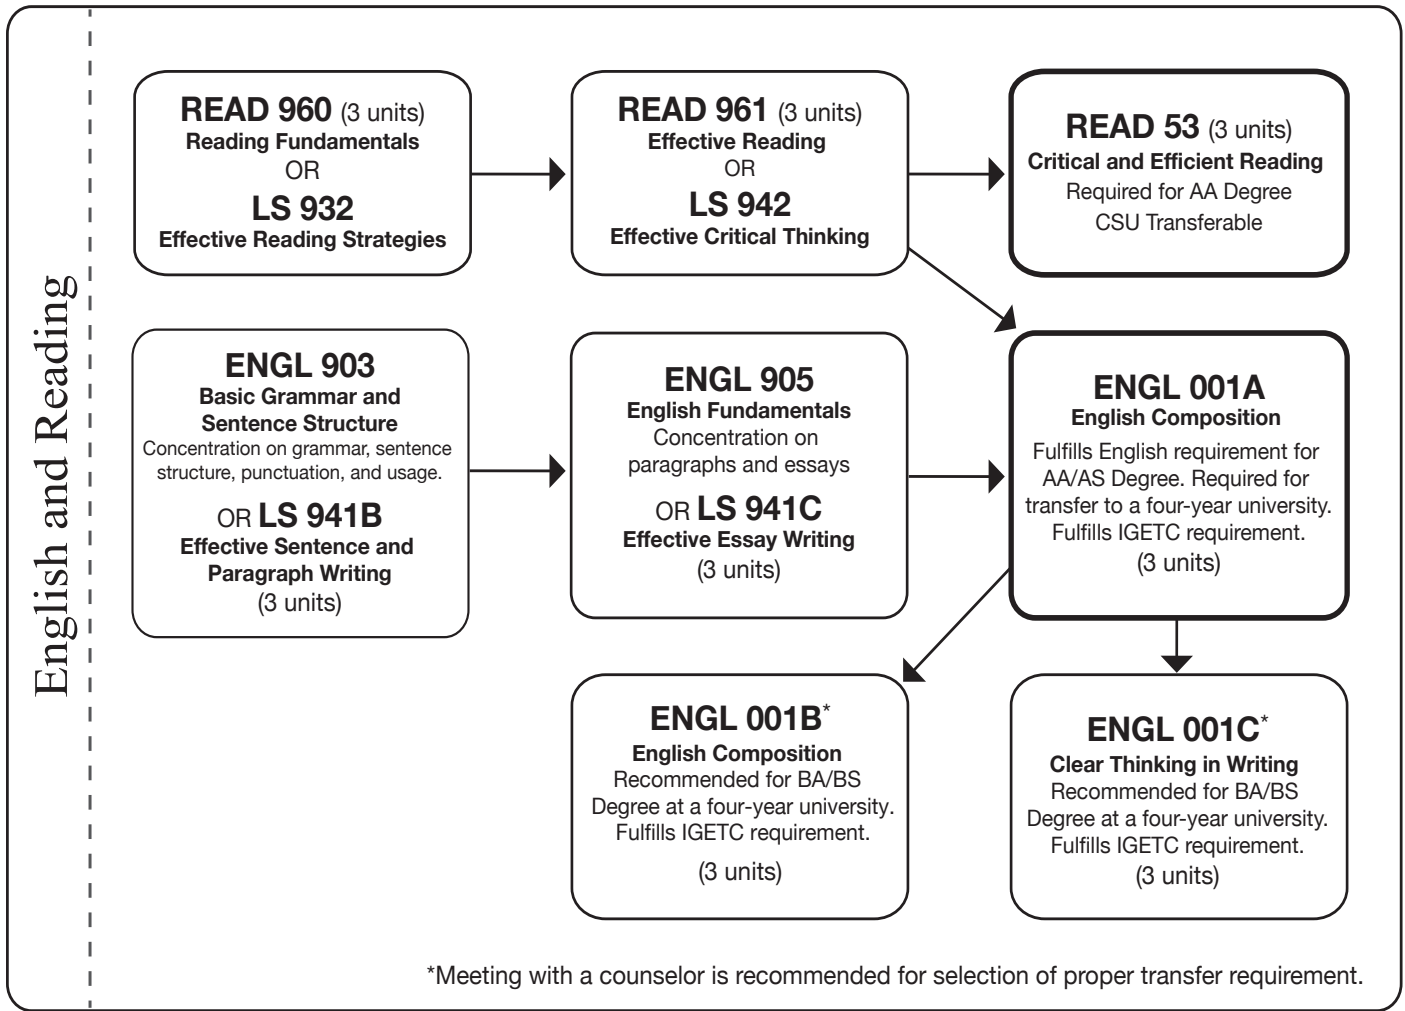 English and Reading
READ 960 (3 units)
Reading Fundamentals
OR
LS 932
Effective Reading Strategies
READ 961 (3 units)
Effective Reading
OR
LS 942
Effective Critical Thinking
READ 53 (3 units)
Critical and Efficient Reading
Required for AA Degree
CSU Transferable
ENGL 903
Basic Grammar and
Sentence Structure
Concentration on grammar, sentence
structure, punctuation, and usage.
OR LS 941B
Effective Sentence and
Paragraph Writing
(3 units)
ENGL 905
English Fundamentals
Concentration on
paragraphs and essays
OR LS 941C
Effective Essay Writing
(3 units)
ENGL 001A
English Composition
Fulfills English requirement for
AA/AS Degree. Required for
transfer to a four-year university.
Fulfills IGETC requirement.
(3 units)
ENGL 001B*
English Composition
Recommended for BA/BS
Degree at a four-year university.
Fulfills IGETC requirement.
(3 units)
ENGL 001C*
Clear Thinking in Writing
Recommended for BA/BS
Degree at a four-year university.
Fulfills IGETC requirement.
(3 units)
*Meeting with a counselor is recommended for selection of proper transfer requirement.